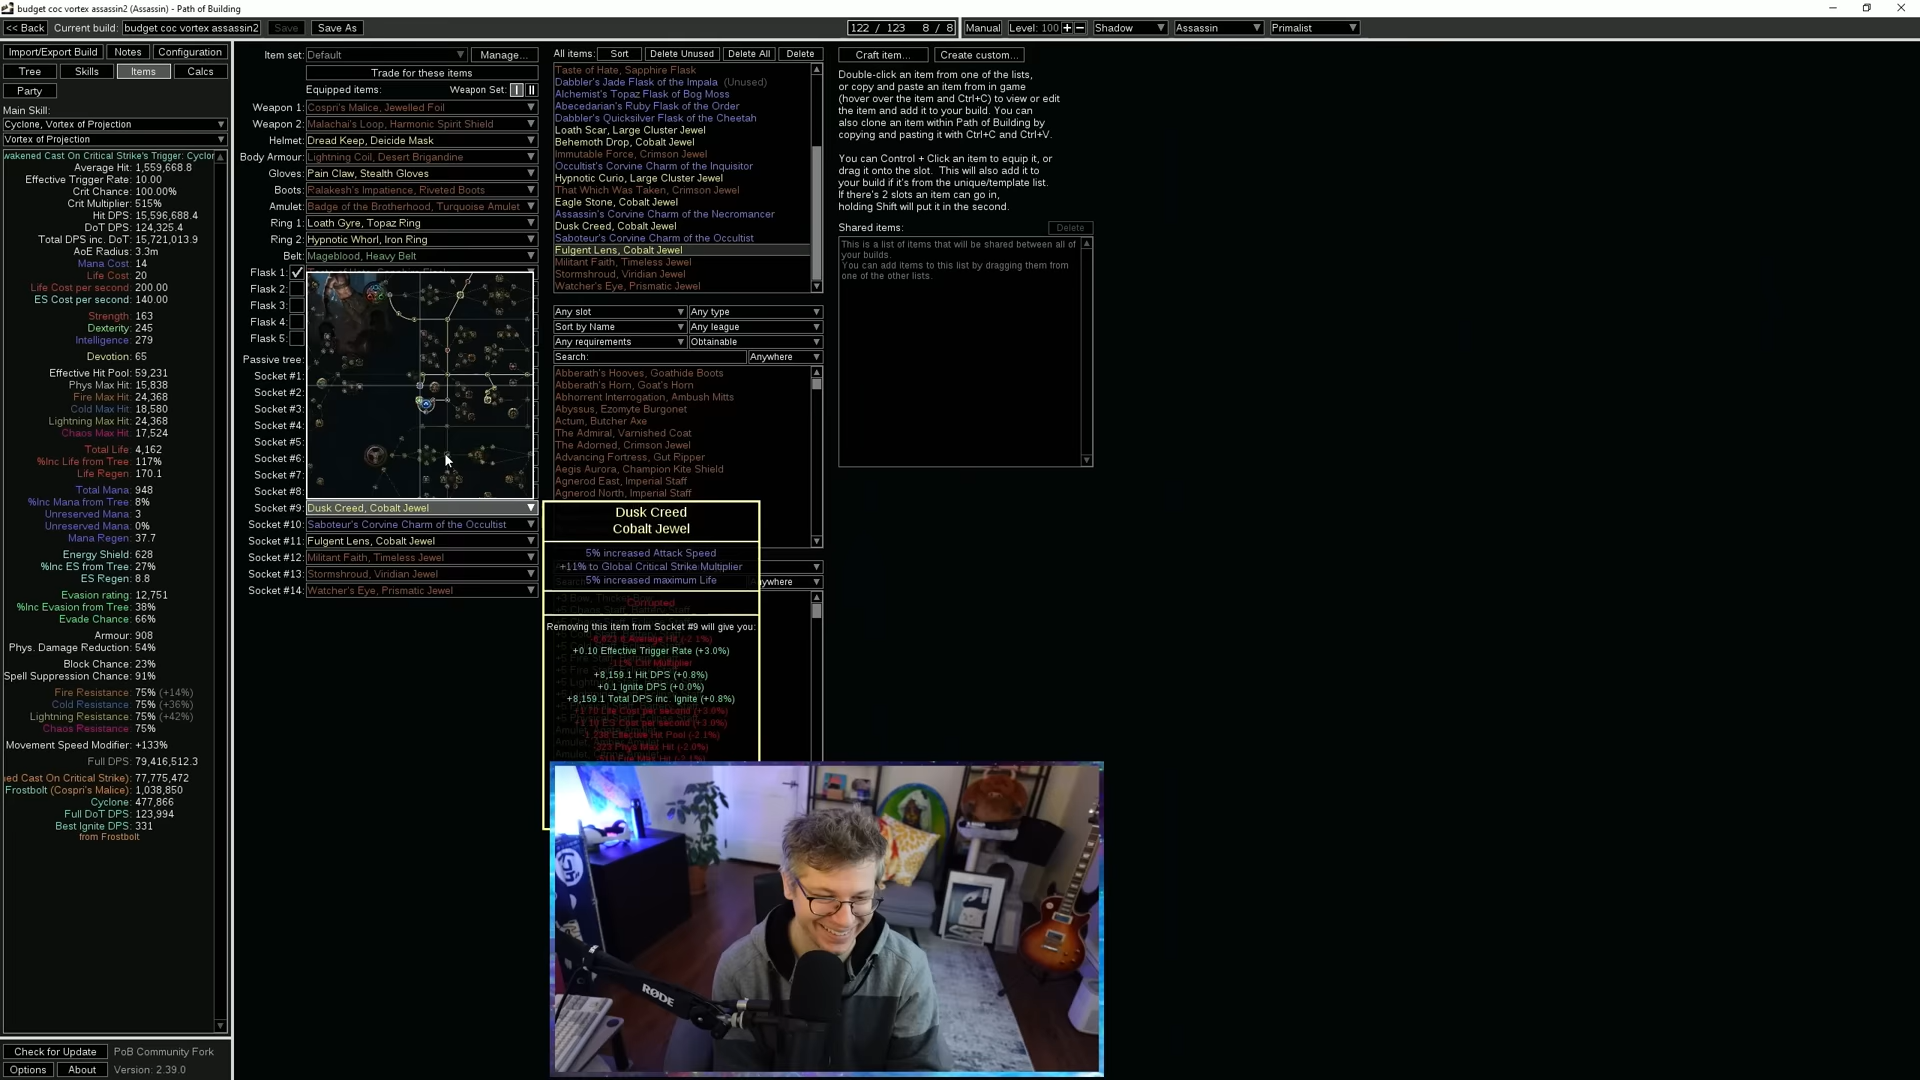 budget coc vortex assassin2 (Assassin) - Path of Building
<< Back Current build: budget coc vortex assassin2 Save Save As 122 / 123 8 / 8 Manual Level: 100 + - Shadow Assassin Primalist
Import/Export Build Notes Configuration
Tree Skills Items Calcs
Party
Main Skill:
Cyclone, Vortex of Projection
Vortex of Projection
wakened Cast On Critical Strike's Trigger: Cyclor
Average Hit: 1,559,668.8
Effective Trigger Rate: 10.00
Crit Chance: 100.00%
Crit Multiplier: 515%
Hit DPS: 15,596,688.4
DoT DPS: 124,325.4
Total DPS inc. DoT: 15,721,013.9
AoE Radius: 3.3m
Mana Cost: 14
Life Cost: 20
Life Cost per second: 200.00
ES Cost per second: 140.00
Strength: 163
Dexterity: 245
Intelligence: 279
Devotion: 65
Effective Hit Pool: 59,231
Phys Max Hit: 15,838
Fire Max Hit: 24,368
Cold Max Hit: 18,580
Lightning Max Hit: 24,368
Chaos Max Hit: 17,524
Total Life: 4,162
%Inc Life from Tree: 117%
Life Regen: 170.1
Total Mana: 948
%Inc Mana from Tree: 8%
Unreserved Mana: 3
Unreserved Mana: 0%
Mana Regen: 37.7
Energy Shield: 628
%Inc ES from Tree: 27%
ES Regen: 8.8
Evasion rating: 12,751
%Inc Evasion from Tree: 38%
Evade Chance: 66%
Armour: 908
Phys. Damage Reduction: 54%
Block Chance: 23%
Spell Suppression Chance: 91%
Fire Resistance: 75% (+14%)
Cold Resistance: 75% (+36%)
Lightning Resistance: 75% (+42%)
Chaos Resistance: 75%
Movement Speed Modifier: +133%
Full DPS: 79,416,512.3
ed Cast On Critical Strike): 77,775,472
Frostbolt (Cospri's Malice): 1,038,850
Cyclone: 477,866
Full DoT DPS: 123,994
Best Ignite DPS: 331
from Frostbolt
Check for Update PoB Community Fork
Options About Version: 2.39.0
Item set: Default Manage...
Trade for these items
Equipped items: Weapon Set: I II
Weapon 1: Cospri's Malice, Jewelled Foil
Weapon 2: Malachai's Loop, Harmonic Spirit Shield
Helmet: Dread Keep, Deicide Mask
Body Armour: Lightning Coil, Desert Brigandine
Gloves: Pain Claw, Stealth Gloves
Boots: Ralakesh's Impatience, Riveted Boots
Amulet: Badge of the Brotherhood, Turquoise Amulet
Ring 1: Loath Gyre, Topaz Ring
Ring 2: Hypnotic Whorl, Iron Ring
Belt: Mageblood, Heavy Belt
Flask 1:
Flask 2:
Flask 3:
Flask 4:
Flask 5:
Passive tree:
Socket #1:
Socket #2:
Socket #3:
Socket #4:
Socket #5:
Socket #6:
Socket #7:
Socket #8:
Socket #9: Dusk Creed, Cobalt Jewel
Socket #10: Saboteur's Corvine Charm of the Occultist
Socket #11: Fulgent Lens, Cobalt Jewel
Socket #12: Militant Faith, Timeless Jewel
Socket #13: Stormshroud, Viridian Jewel
Socket #14: Watcher's Eye, Prismatic Jewel
All items: Sort Delete Unused Delete All Delete
Taste of Hate, Sapphire Flask
Dabbler's Jade Flask of the Impala (Unused)
Alchemist's Topaz Flask of Bog Moss
Abecedarian's Ruby Flask of the Order
Dabbler's Quicksilver Flask of the Cheetah
Loath Scar, Large Cluster Jewel
Behemoth Drop, Cobalt Jewel
Immutable Force, Crimson Jewel
Occultist's Corvine Charm of the Inquisitor
Hypnotic Curio, Large Cluster Jewel
That Which Was Taken, Crimson Jewel
Eagle Stone, Cobalt Jewel
Assassin's Corvine Charm of the Necromancer
Dusk Creed, Cobalt Jewel
Saboteur's Corvine Charm of the Occultist
Fulgent Lens, Cobalt Jewel
Militant Faith, Timeless Jewel
Stormshroud, Viridian Jewel
Watcher's Eye, Prismatic Jewel
Any slot Any type
Sort by Name Any league
Any requirements Obtainable
Search: Anywhere
Abberath's Hooves, Goathide Boots
Abberath's Horn, Goat's Horn
Abhorrent Interrogation, Ambush Mitts
Abyssus, Ezomyte Burgonet
Actum, Butcher Axe
The Admiral, Varnished Coat
The Adorned, Crimson Jewel
Advancing Fortress, Gut Ripper
Aegis Aurora, Champion Kite Shield
Agnerod East, Imperial Staff
Agnerod North, Imperial Staff
Dusk Creed
Cobalt Jewel
5% increased Attack Speed
+11% to Global Critical Strike Multiplier
5% increased maximum Life
ywhere
Corrupted
Removing this item from Socket #9 will give you:
+0.10 Effective Trigger Rate (+3.0%)
-11% Crit Multiplier
+8,159.1 Hit DPS (+0.8%)
+0.1 Ignite DPS (+0.0%)
+8,159.1 Total DPS inc. Ignite (+0.8%)
Craft item... Create custom...
Double-click an item from one of the lists,
or copy and paste an item from in game
(hover over the item and Ctrl+C) to view or edit
the item and add it to your build. You can
also clone an item within Path of Building by
copying and pasting it with Ctrl+C and Ctrl+V.
You can Control + Click an item to equip it, or
drag it onto the slot. This will also add it to
your build if it's from the unique/template list.
If there's 2 slots an item can go in,
holding Shift will put it in the second.
Shared items: Delete
This is a list of items that will be shared between all of
your builds.
You can add items to this list by dragging them from
one of the other lists.
RØDE